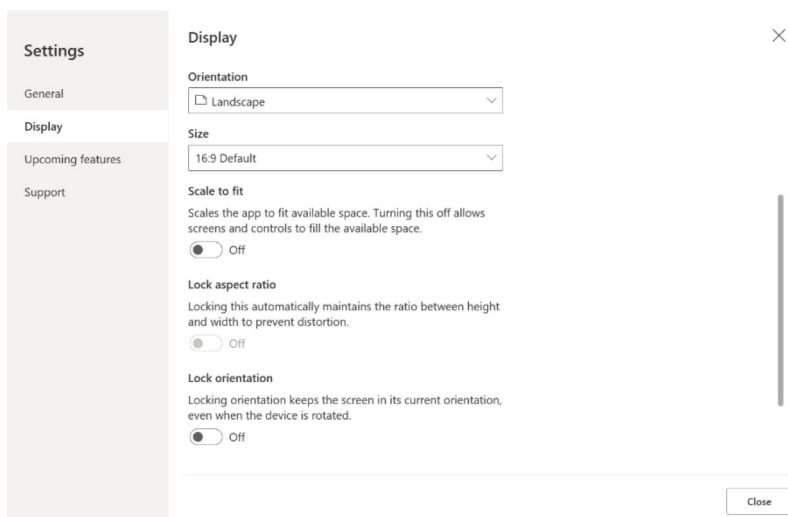 Settings
General
Display
Upcoming features
Support
Display
Orientation
Landscape
Size
16:9 Default
Scale to fit
Scales the app to fit available space. Turning this off allows
screens and controls to fill the available space.
Off
Lock aspect ratio
Locking this automatically maintains the ratio between height
and width to prevent distortion.
Off
Lock orientation
Locking orientation keeps the screen in its current orientation,
even when the device is rotated.
Off
Close